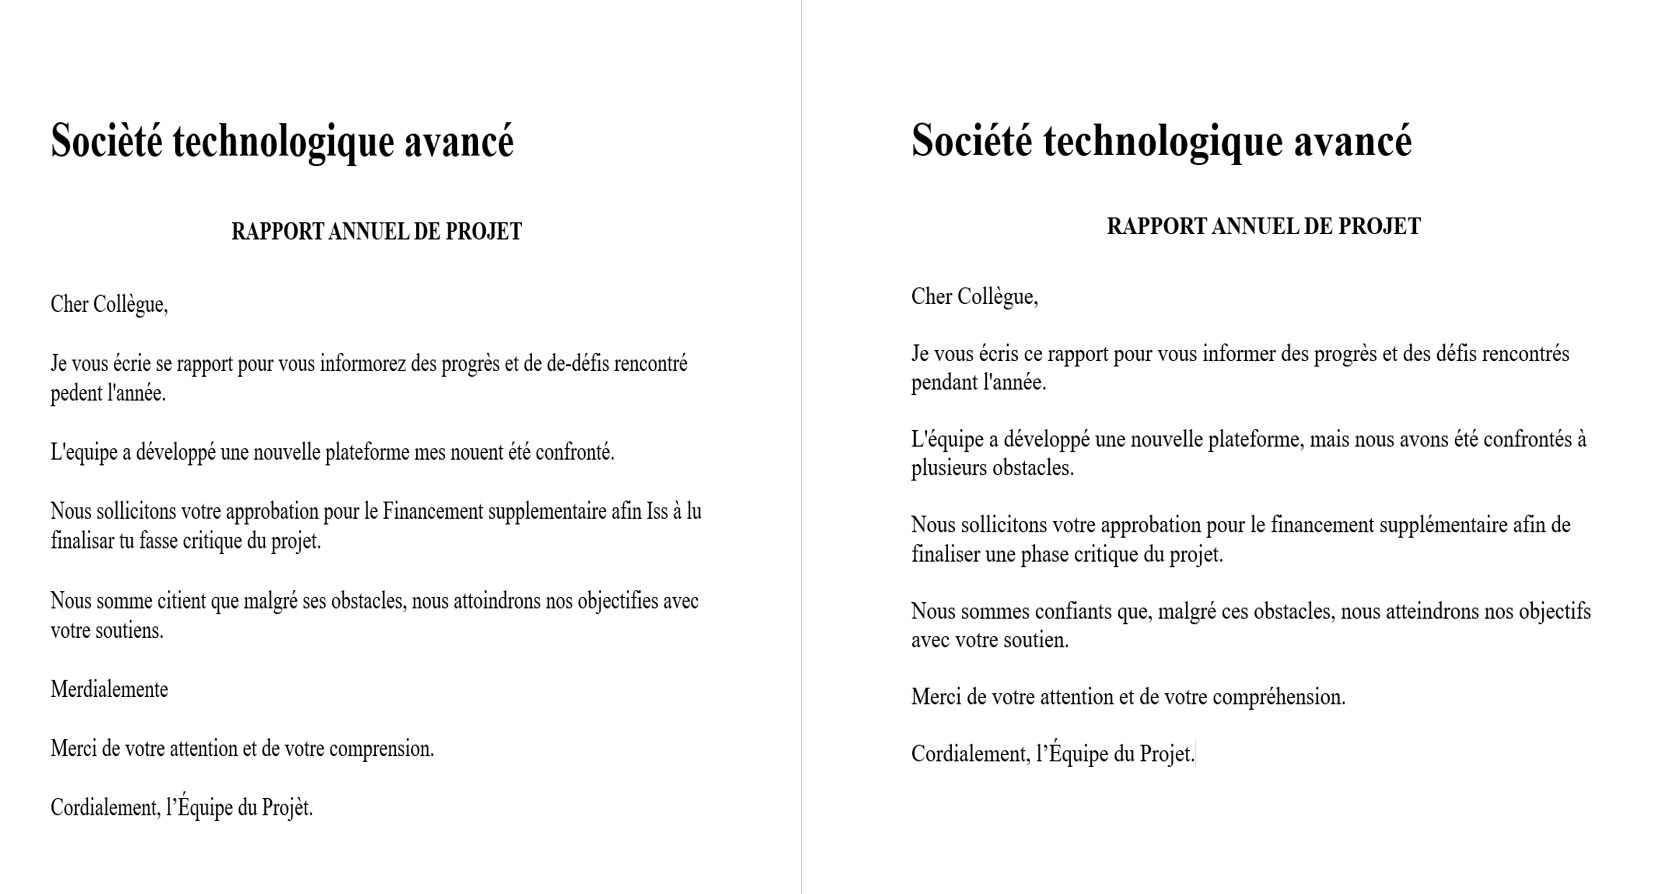 Socièté technologique avancé
RAPPORT ANNUEL DE PROJET
Cher Collègue,
Je vous écrie se rapport pour vous informorez des progrès et de de-défis rencontré
pedent l'année.
L'equipe a développé une nouvelle plateforme mes nouent été confronté.
Nous sollicitons votre approbation pour le Financement supplementaire afin Iss à lu
finalisar tu fasse critique du projet.
Nous somme citient que malgré ses obstacles, nous attoindrons nos objectifies avec
votre soutiens.
Merdialemente
Merci de votre attention et de votre comprension.
Cordialement, l’Équipe du Projèt.
Société technologique avancé
RAPPORT ANNUEL DE PROJET
Cher Collègue,
Je vous écris ce rapport pour vous informer des progrès et des défis rencontrés
pendant l'année.
L'équipe a développé une nouvelle plateforme, mais nous avons été confrontés à
plusieurs obstacles.
Nous sollicitons votre approbation pour le financement supplémentaire afin de
finaliser une phase critique du projet.
Nous sommes confiants que, malgré ces obstacles, nous atteindrons nos objectifs
avec votre soutien.
Merci de votre attention et de votre compréhension.
Cordialement, l’Équipe du Projet.